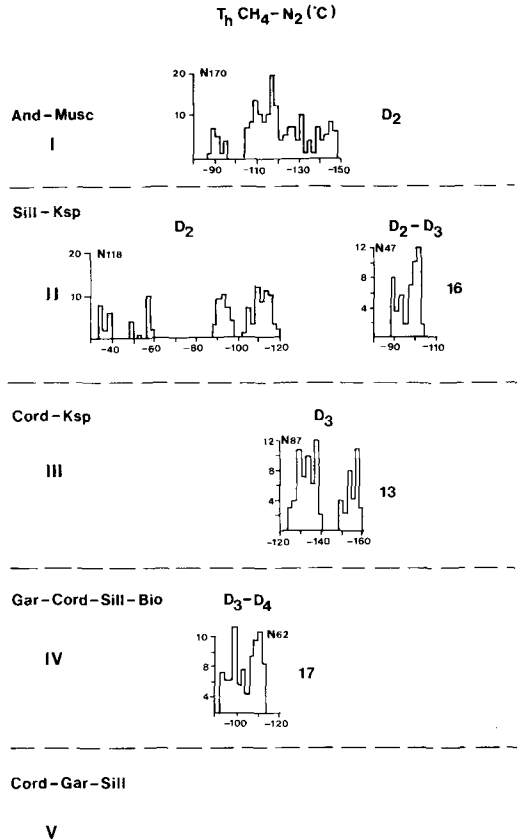 Th CH4-N2 (°C)
20 N170
And-Musc 10 D2
I
-90 -110 -130 -150
Sill-Ksp
D2 D2-D3
20 N118 12 N47
II 10 8 16
4
-40 -60 -80 -100 -120 -90 -110
Cord-Ksp D3
12 N87
III 8 13
4
-120 -140 -160
Gar-Cord-Sill-Bio D3-D4
10 N62
IV 8 17
4
-100 -120
Cord-Gar-Sill
V